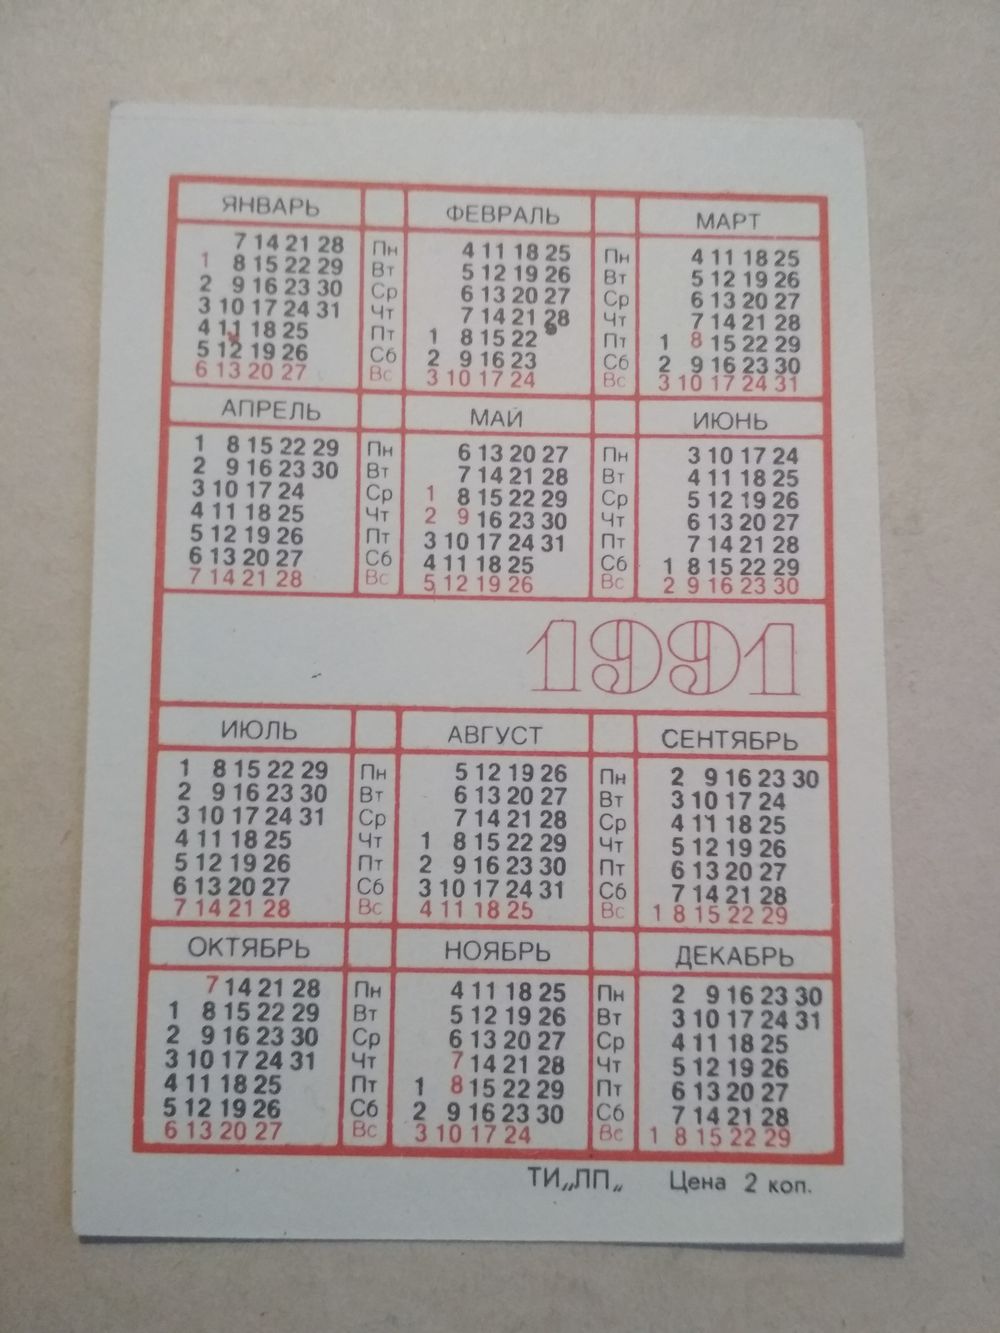 ЯНВАРЬ ФЕВРАЛЬ МАРТ
7 14 21 28 Пн 4 11 18 25 Пн 4 11 18 25
1 8 15 22 29 Вт 5 12 19 26 Вт 5 12 19 26
2 9 16 23 30 Ср 6 13 20 27 Ср 6 13 20 27
3 10 17 24 31 Чт 7 14 21 28 Чт 7 14 21 28
4 11 18 25 Пт 1 8 15 22 Пт 1 8 15 22 29
5 12 19 26 Сб 2 9 16 23 Сб 2 9 16 23 30
6 13 20 27 Вс 3 10 17 24 Вс 3 10 17 24 31
АПРЕЛЬ МАЙ ИЮНЬ
1 8 15 22 29 Пн 6 13 20 27 Пн 3 10 17 24
2 9 16 23 30 Вт 7 14 21 28 Вт 4 11 18 25
3 10 17 24 Ср 1 8 15 22 29 Ср 5 12 19 26
4 11 18 25 Чт 2 9 16 23 30 Чт 6 13 20 27
5 12 19 26 Пт 3 10 17 24 31 Пт 7 14 21 28
6 13 20 27 Сб 4 11 18 25 Сб 1 8 15 22 29
7 14 21 28 Вс 5 12 19 26 Вс 2 9 16 23 30
1991
ИЮЛЬ АВГУСТ СЕНТЯБРЬ
1 8 15 22 29 Пн 5 12 19 26 Пн 2 9 16 23 30
2 9 16 23 30 Вт 6 13 20 27 Вт 3 10 17 24
3 10 17 24 31 Ср 7 14 21 28 Ср 4 11 18 25
4 11 18 25 Чт 1 8 15 22 29 Чт 5 12 19 26
5 12 19 26 Пт 2 9 16 23 30 Пт 6 13 20 27
6 13 20 27 Сб 3 10 17 24 31 Сб 7 14 21 28
7 14 21 28 Вс 4 11 18 25 Вс 1 8 15 22 29
ОКТЯБРЬ НОЯБРЬ ДЕКАБРЬ
7 14 21 28 Пн 4 11 18 25 Пн 2 9 16 23 30
1 8 15 22 29 Вт 5 12 19 26 Вт 3 10 17 24 31
2 9 16 23 30 Ср 6 13 20 27 Ср 4 11 18 25
3 10 17 24 31 Чт 7 14 21 28 Чт 5 12 19 26
4 11 18 25 Пт 1 8 15 22 29 Пт 6 13 20 27
5 12 19 26 Сб 2 9 16 23 30 Сб 7 14 21 28
6 13 20 27 Вс 3 10 17 24 Вс 1 8 15 22 29
ТИ„ЛП„ Цена 2 коп.